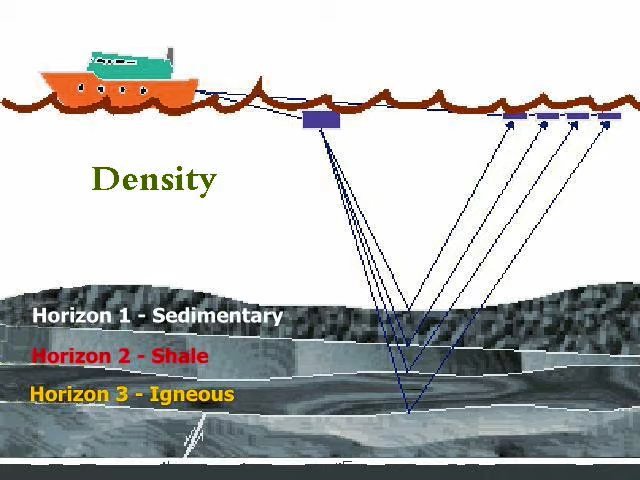 Density
Horizon 1 - Sedimentary
Horizon 2 - Shale
Horizon 3 - Igneous